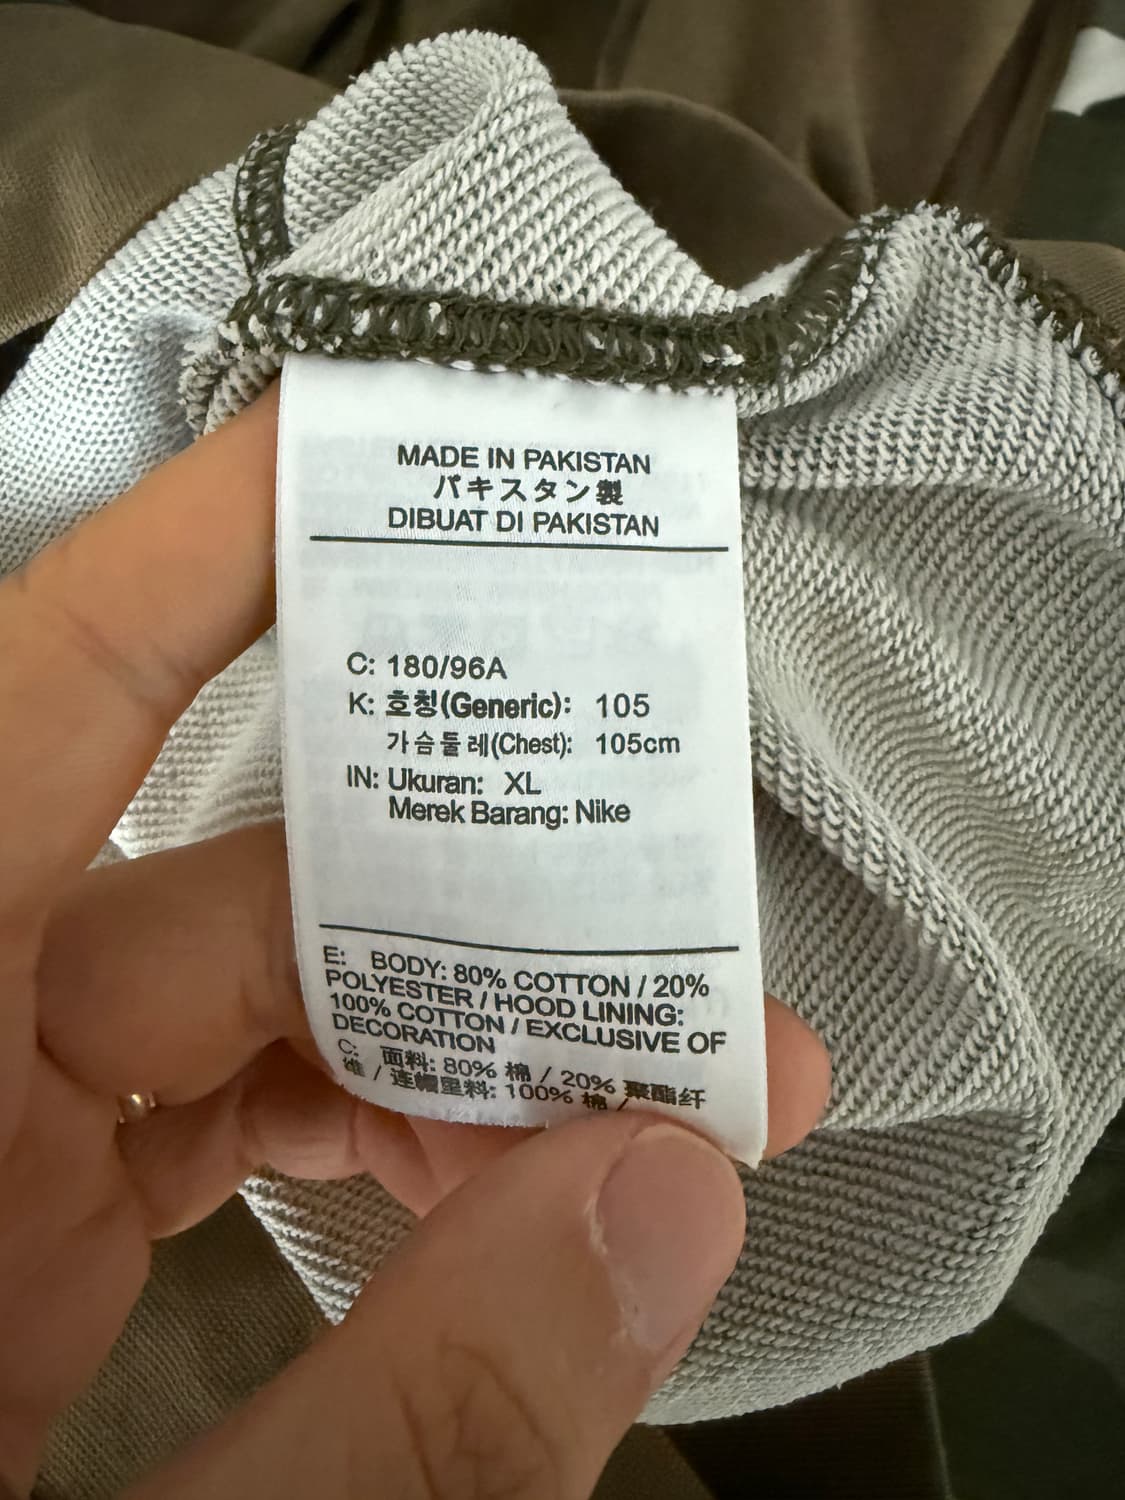 MADE IN PAKISTAN
パキスタン製
DIBUAT DI PAKISTAN
C: 180/96A
K: 호칭(Generic): 105
가슴둘레(Chest): 105cm
IN: Ukuran: XL
Merek Barang: Nike
E: BODY: 80% COTTON / 20%
POLYESTER / HOOD LINING:
100% COTTON / EXCLUSIVE OF
DECORATION
C: 面料: 80% 棉 / 20% 聚酯纤
维 / 连帽里料: 100% 棉 /